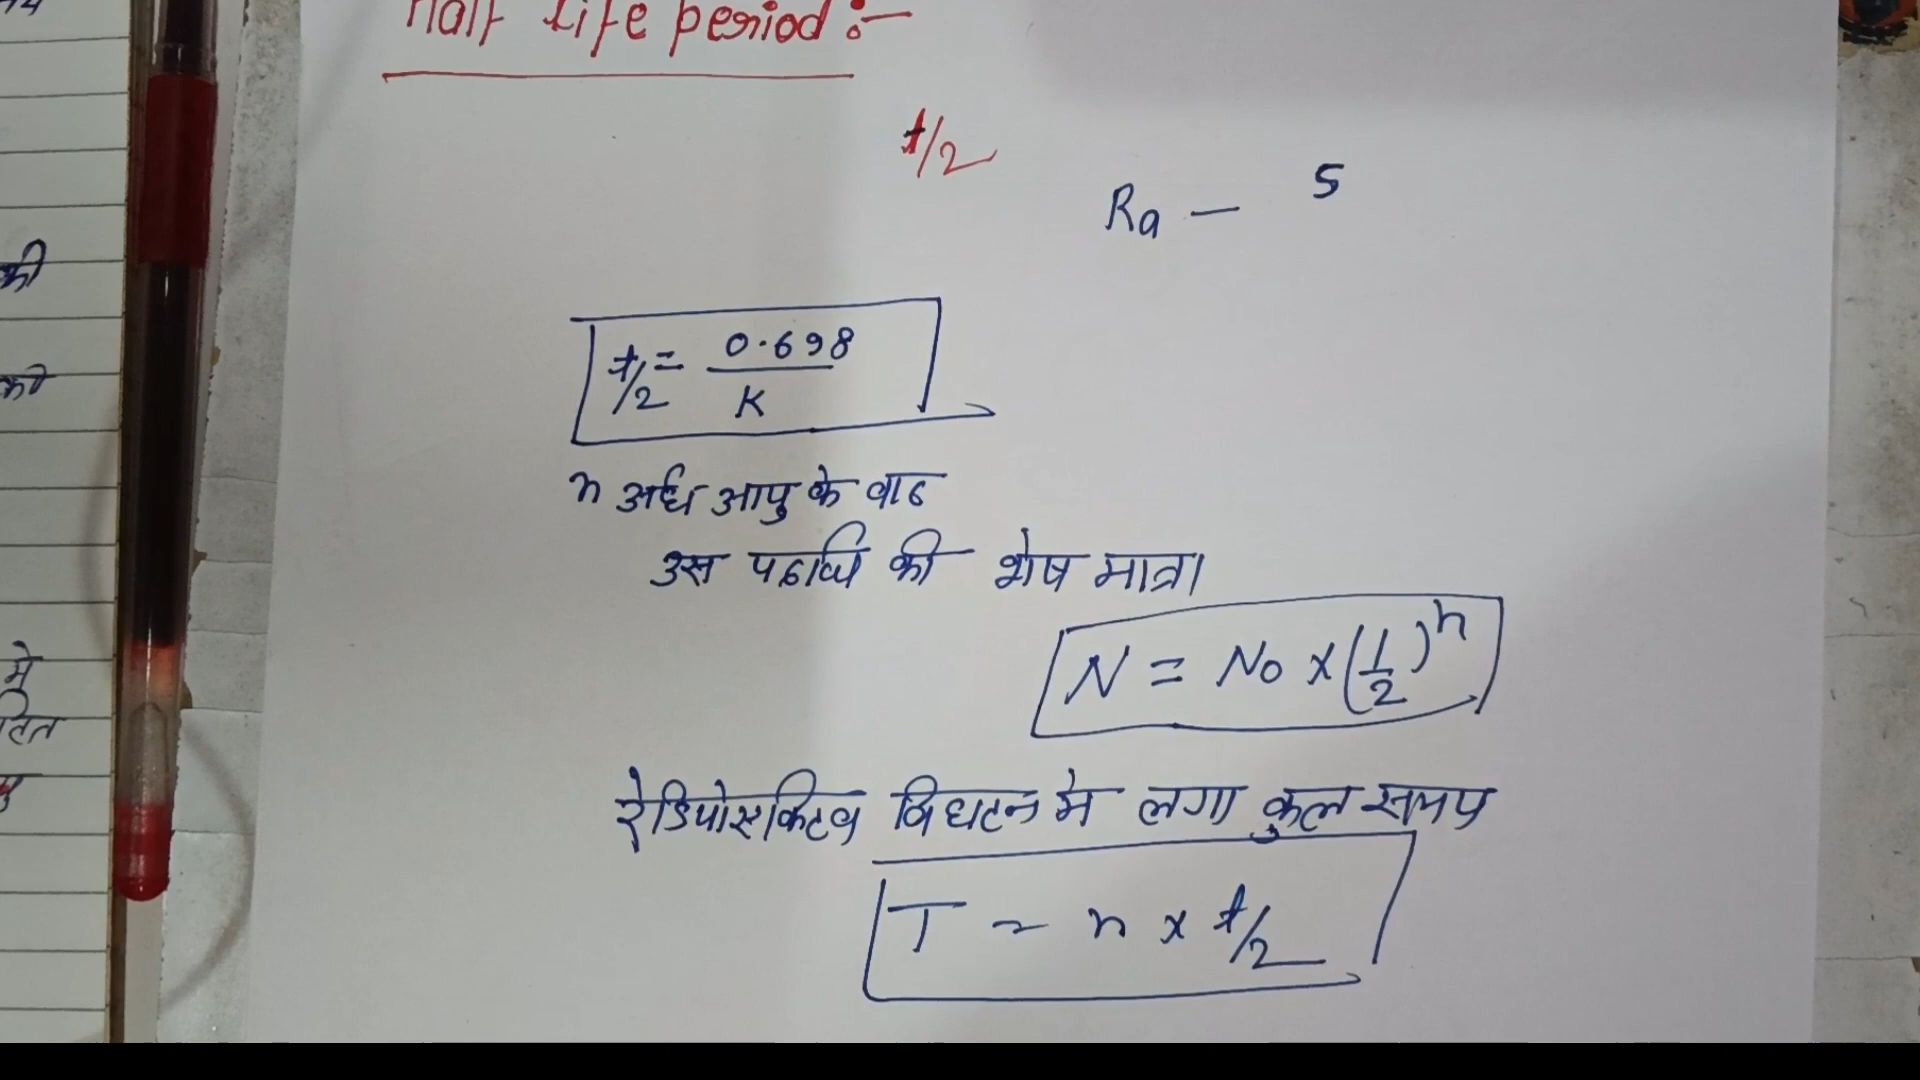 Half Life period :-
t/2
Ra — 5
t/2 = 0.698 / K
n अर्ध आयु के बाद
उस पदार्थ की शेष मात्रा
N = No x (1/2)^n
रेडियोएक्टिव विघटन मे लगा कुल समय
T = n x t/2
की
को
मे
टित